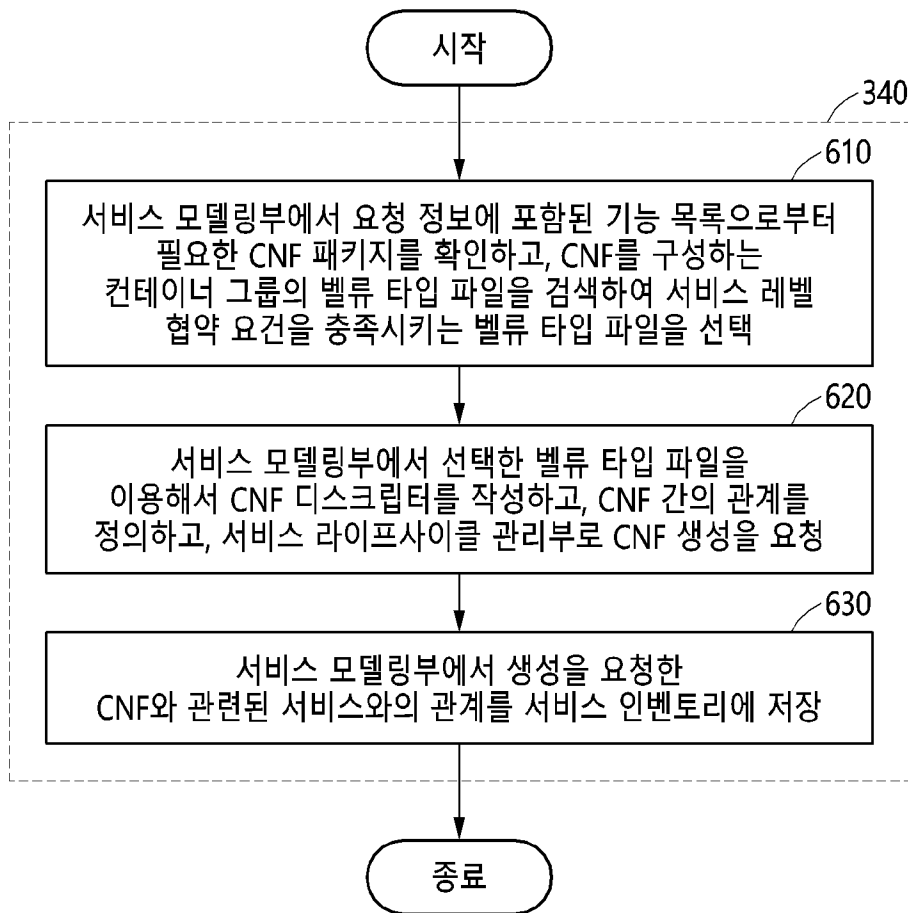 시작
340
610
서비스 모델링부에서 요청 정보에 포함된 기능 목록으로부터
필요한 CNF 패키지를 확인하고, CNF를 구성하는
컨테이너 그룹의 벨류 타입 파일을 검색하여 서비스 레벨
협약 요건을 충족시키는 벨류 타입 파일을 선택
620
서비스 모델링부에서 선택한 벨류 타입 파일을
이용해서 CNF 디스크립터를 작성하고, CNF 간의 관계를
정의하고, 서비스 라이프사이클 관리부로 CNF 생성을 요청
630
서비스 모델링부에서 생성을 요청한
CNF와 관련된 서비스와의 관계를 서비스 인벤토리에 저장
종료